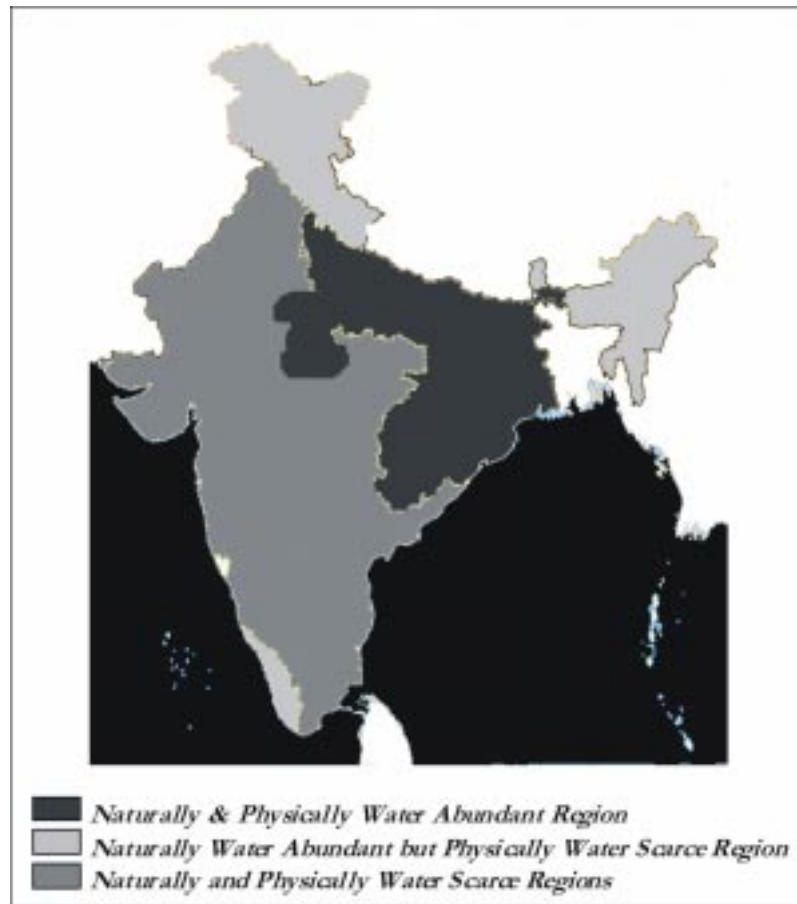 Naturally & Physically Water Abundant Region
Naturally Water Abundant but Physically Water Scarce Region
Naturally and Physically Water Scarce Regions